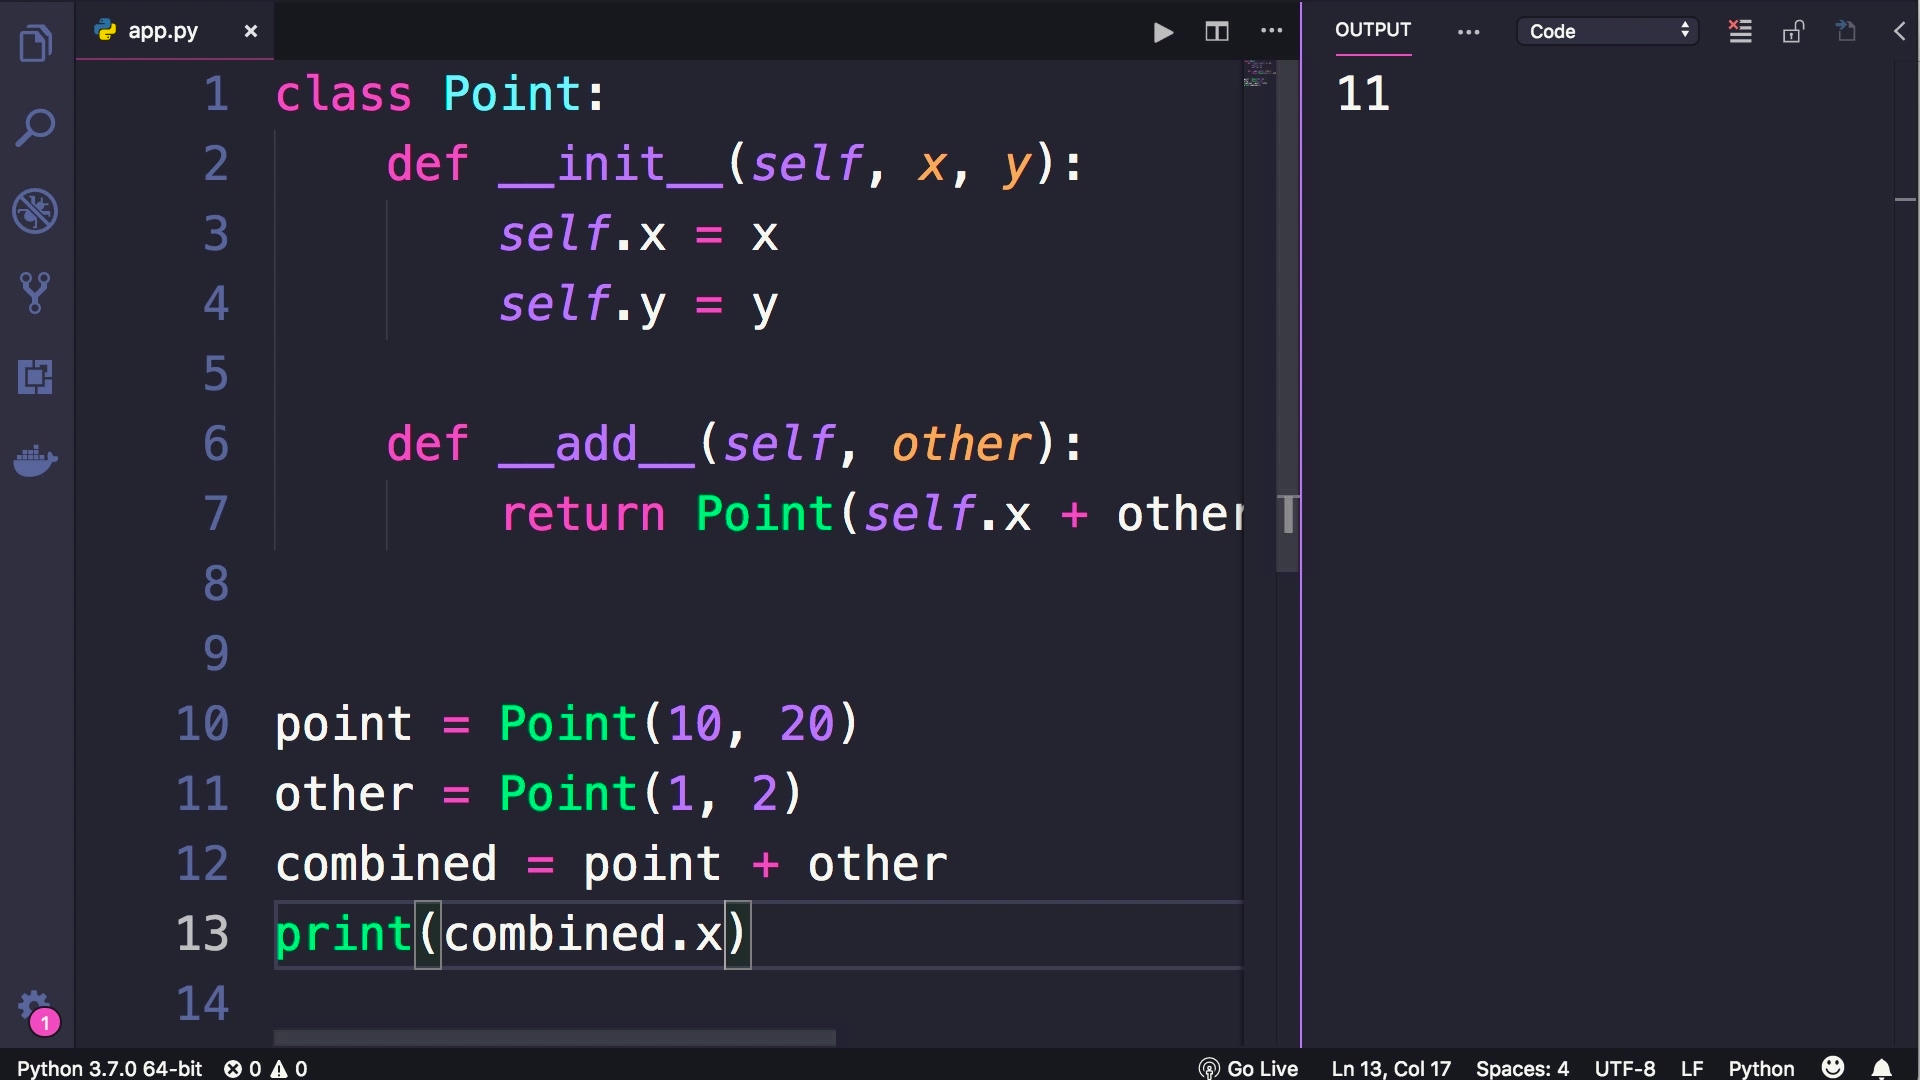 app.py
OUTPUT
Code
1 class Point:
2     def __init__(self, x, y):
3         self.x = x
4         self.y = y
5
6     def __add__(self, other):
7         return Point(self.x + other
8
9
10 point = Point(10, 20)
11 other = Point(1, 2)
12 combined = point + other
13 print(combined.x)
14
11
1
Python 3.7.0 64-bit 0 0 Go Live Ln 13, Col 17 Spaces: 4 UTF-8 LF Python